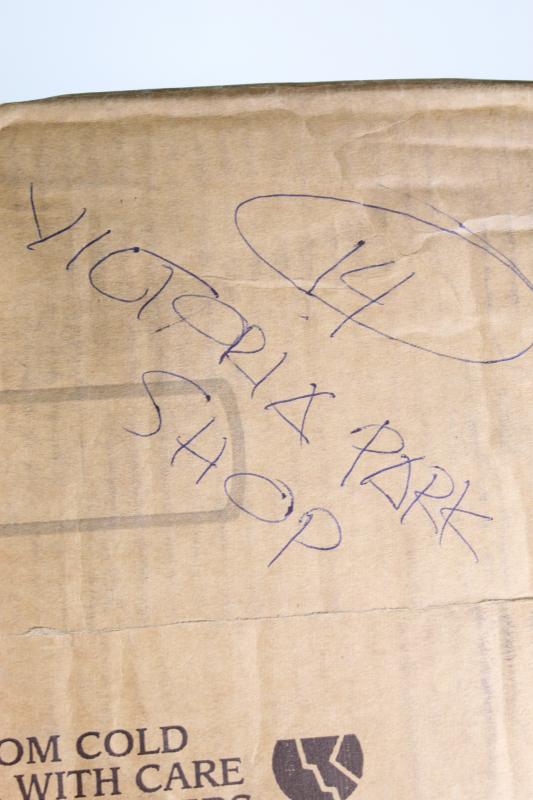 14
VICTORIA PARK
SHOP
OM COLD
WITH CARE